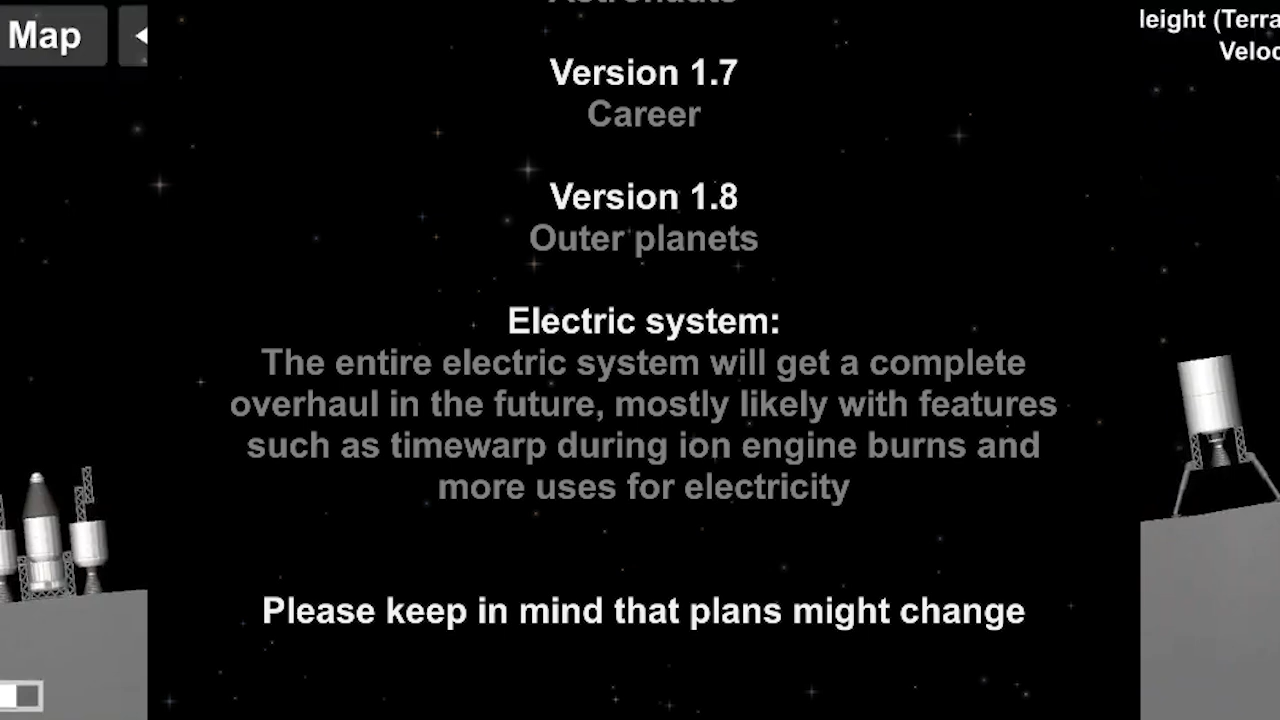 Map
Astronauts
Version 1.7
Career
Version 1.8
Outer planets
Electric system:
The entire electric system will get a complete
overhaul in the future, mostly likely with features
such as timewarp during ion engine burns and
more uses for electricity
Please keep in mind that plans might change